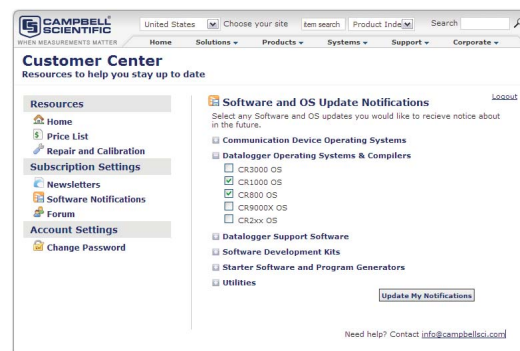 CAMPBELL
SCIENTIFIC
WHEN MEASUREMENTS MATTER
United States Choose your site item search Product Inde Search
Home Solutions Products Systems Support Corporate
Customer Center
Resources to help you stay up to date
Resources
Home
Price List
Repair and Calibration
Subscription Settings
Newsletters
Software Notifications
Forum
Account Settings
Change Password
Logout
Software and OS Update Notifications
Select any Software and OS updates you would like to recieve notice about
in the future.
Communication Device Operating Systems
Datalogger Operating Systems & Compilers
CR3000 OS
CR1000 OS
CR800 OS
CR9000X OS
CR2xx OS
Datalogger Support Software
Software Development Kits
Starter Software and Program Generators
Utilities
Update My Notifications
Need help? Contact info@campbellsci.com